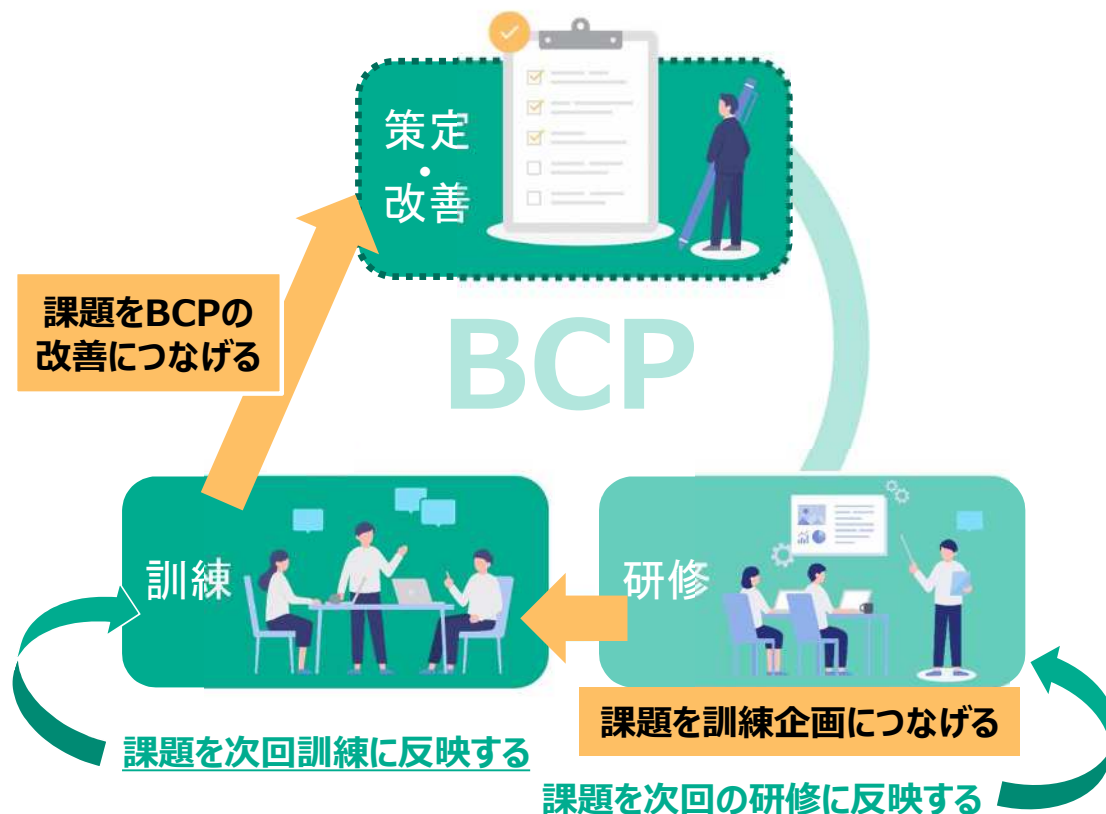 策定
・
改善
課題をBCPの
改善につなげる
BCP
訓練
研修
課題を訓練企画につなげる
課題を次回訓練に反映する
課題を次回の研修に反映する